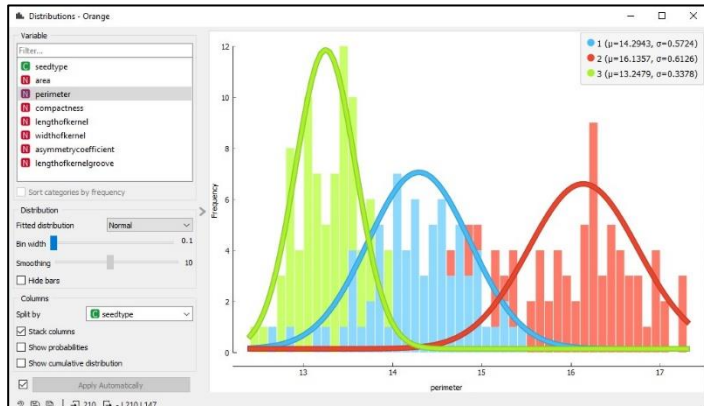 Distributions - Orange
Variable
Filter...
C seedtype
N area
N perimeter
N compactness
N lengthofkernel
N widthofkernel
N asymmetrycoefficient
N lengthofkernelgroove
Sort categories by frequency
Distribution
Fitted distribution Normal
Bin width 0.1
Smoothing 10
Hide bars
Columns
Split by C seedtype
Stack columns
Show probabilities
Show cumulative distribution
Apply Automatically
210 - | 210 | 147
1 (μ=14.2943, σ=0.5724)
2 (μ=16.1357, σ=0.6126)
3 (μ=13.2479, σ=0.3378)
Frequency
12
10
8
6
4
2
0
13 14 15 16 17
perimeter